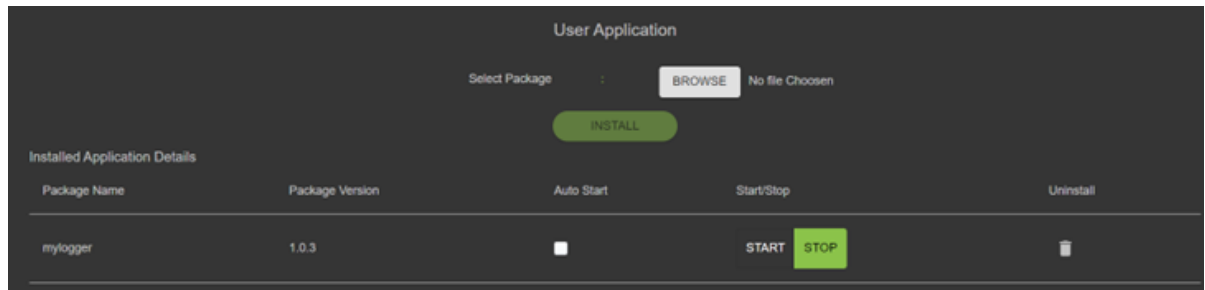 User Application
Select Package : BROWSE No file Choosen
INSTALL
Installed Application Details
Package Name Package Version Auto Start Start/Stop Uninstall
mylogger 1.0.3 START STOP